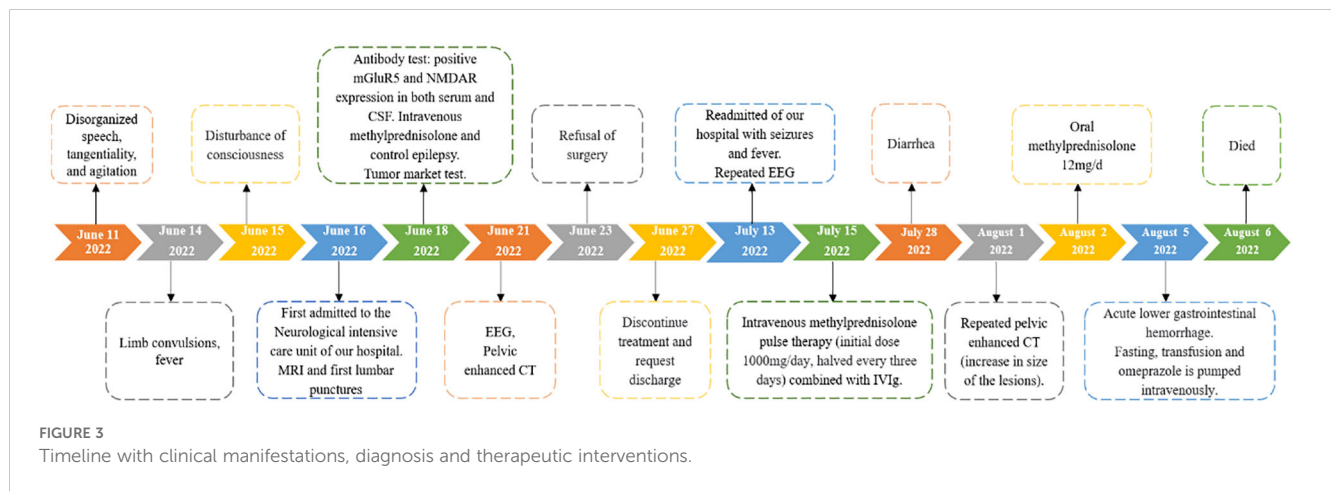 Disorganized
speech,
tangentiality,
and agitation
Disturbance of
consciousness
Antibody test: positive
mGluR5 and NMDAR
expression in both serum and
CSF. Intravenous
methylprednisolone and
control epilepsy.
Tumor market test.
Refusal of
surgery
Readmitted of our
hospital with seizures
and fever.
Repeated EEG
Diarrhea
Oral
methylprednisolone
12mg/d
Died
June 11
2022
June 14
2022
June 15
2022
June 16
2022
June 18
2022
June 21
2022
June 23
2022
June 27
2022
July 13
2022
July 15
2022
July 28
2022
August 1
2022
August 2
2022
August 5
2022
August 6
2022
Limb convulsions,
fever
First admitted to the
Neurological intensive
care unit of our hospital.
MRI and first lumbar
punctures
EEG,
Pelvic
enhanced CT
Discontinue
treatment and
request
discharge
Intravenous methylprednisolone
pulse therapy (initial dose
1000mg/day, halved every three
days) combined with IVIg.
Repeated pelvic
enhanced CT
(increase in size
of the lesions).
Acute lower gastrointestinal
hemorrhage.
Fasting, transfusion and
omeprazole is pumped
intravenously.
FIGURE 3
Timeline with clinical manifestations, diagnosis and therapeutic interventions.